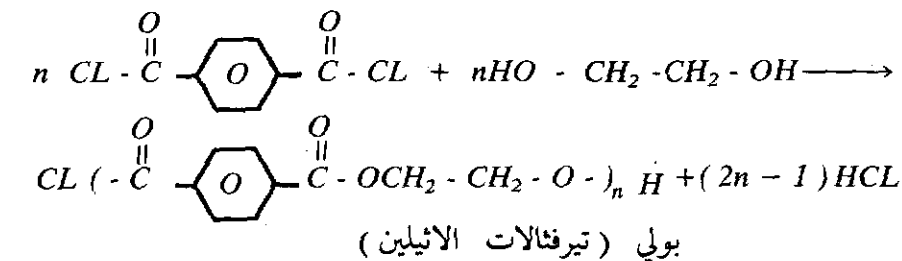 O O
n CL - C O C - CL + nHO - CH₂ -CH₂- OH ⟶
O O
CL ( - C O C - OCH₂ - CH₂ - O - )ₙ H + ( 2n − 1 ) HCL
بولي ( تيرفثالات الاثيلين )